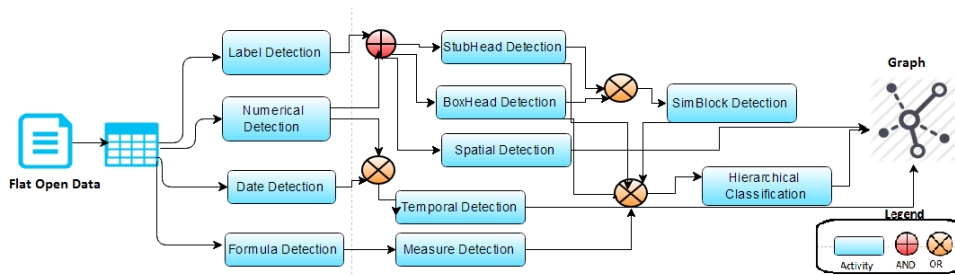 Label Detection
StubHead Detection
Graph
Numerical
Detection
BoxHead Detection
SimBlock Detection
Flat Open Data
Spatial Detection
Date Detection
Hierarchical
Classification
Temporal Detection
Formula Detection
Measure Detection
Legend
Activity
AND
OR